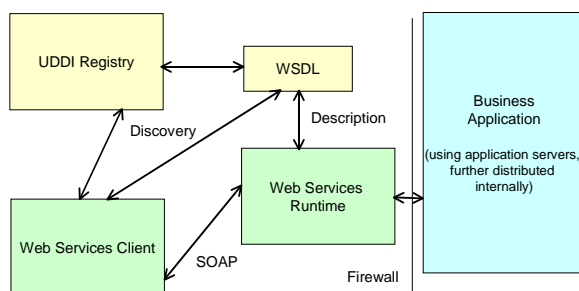 UDDI Registry
WSDL
Discovery
Description
Business
Application
(using application servers,
further distributed
internally)
Web Services
Runtime
Web Services Client
SOAP
Firewall